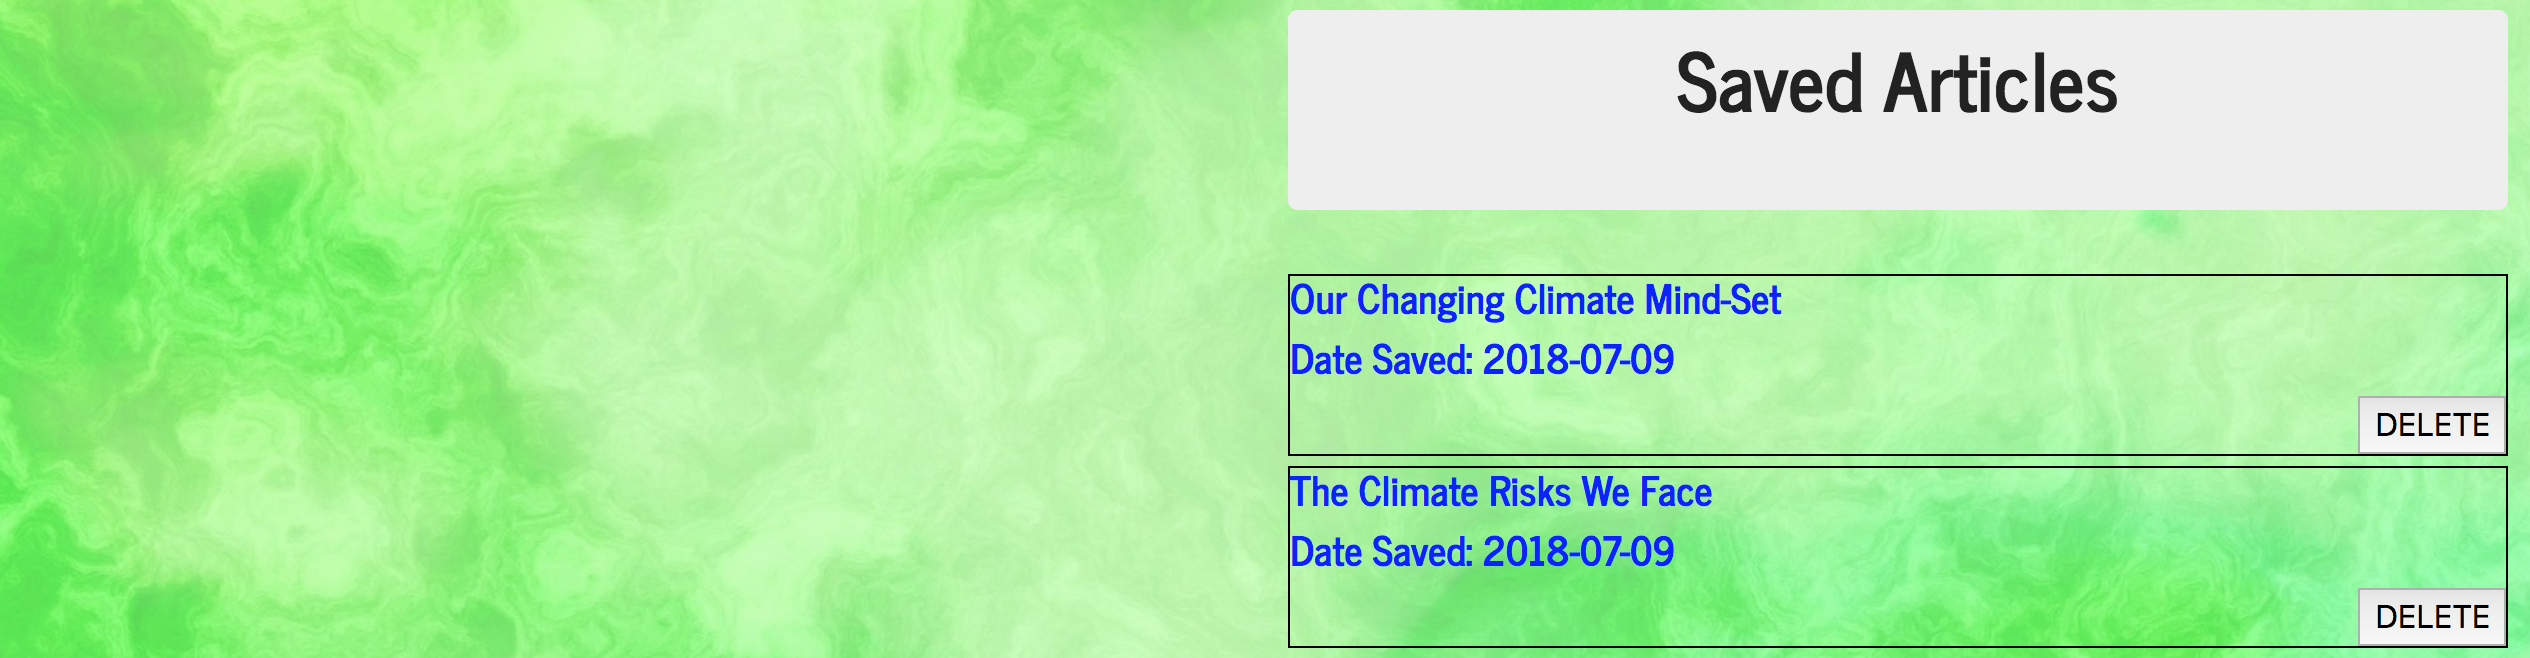 Saved Articles
Our Changing Climate Mind-Set
Date Saved: 2018-07-09
DELETE
The Climate Risks We Face
Date Saved: 2018-07-09
DELETE